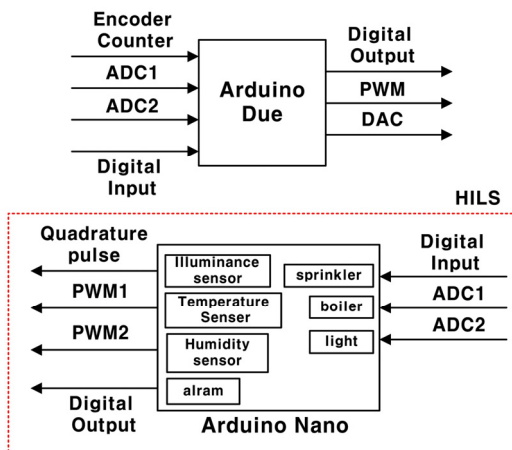 Encoder
Counter
ADC1
ADC2
Digital
Input
Arduino
Due
Digital
Output
PWM
DAC
HILS
Quadrature
pulse
PWM1
PWM2
Digital
Output
Illuminance
sensor
Temperature
Senser
Humidity
sensor
alram
sprinkler
boiler
light
Arduino Nano
Digital
Input
ADC1
ADC2